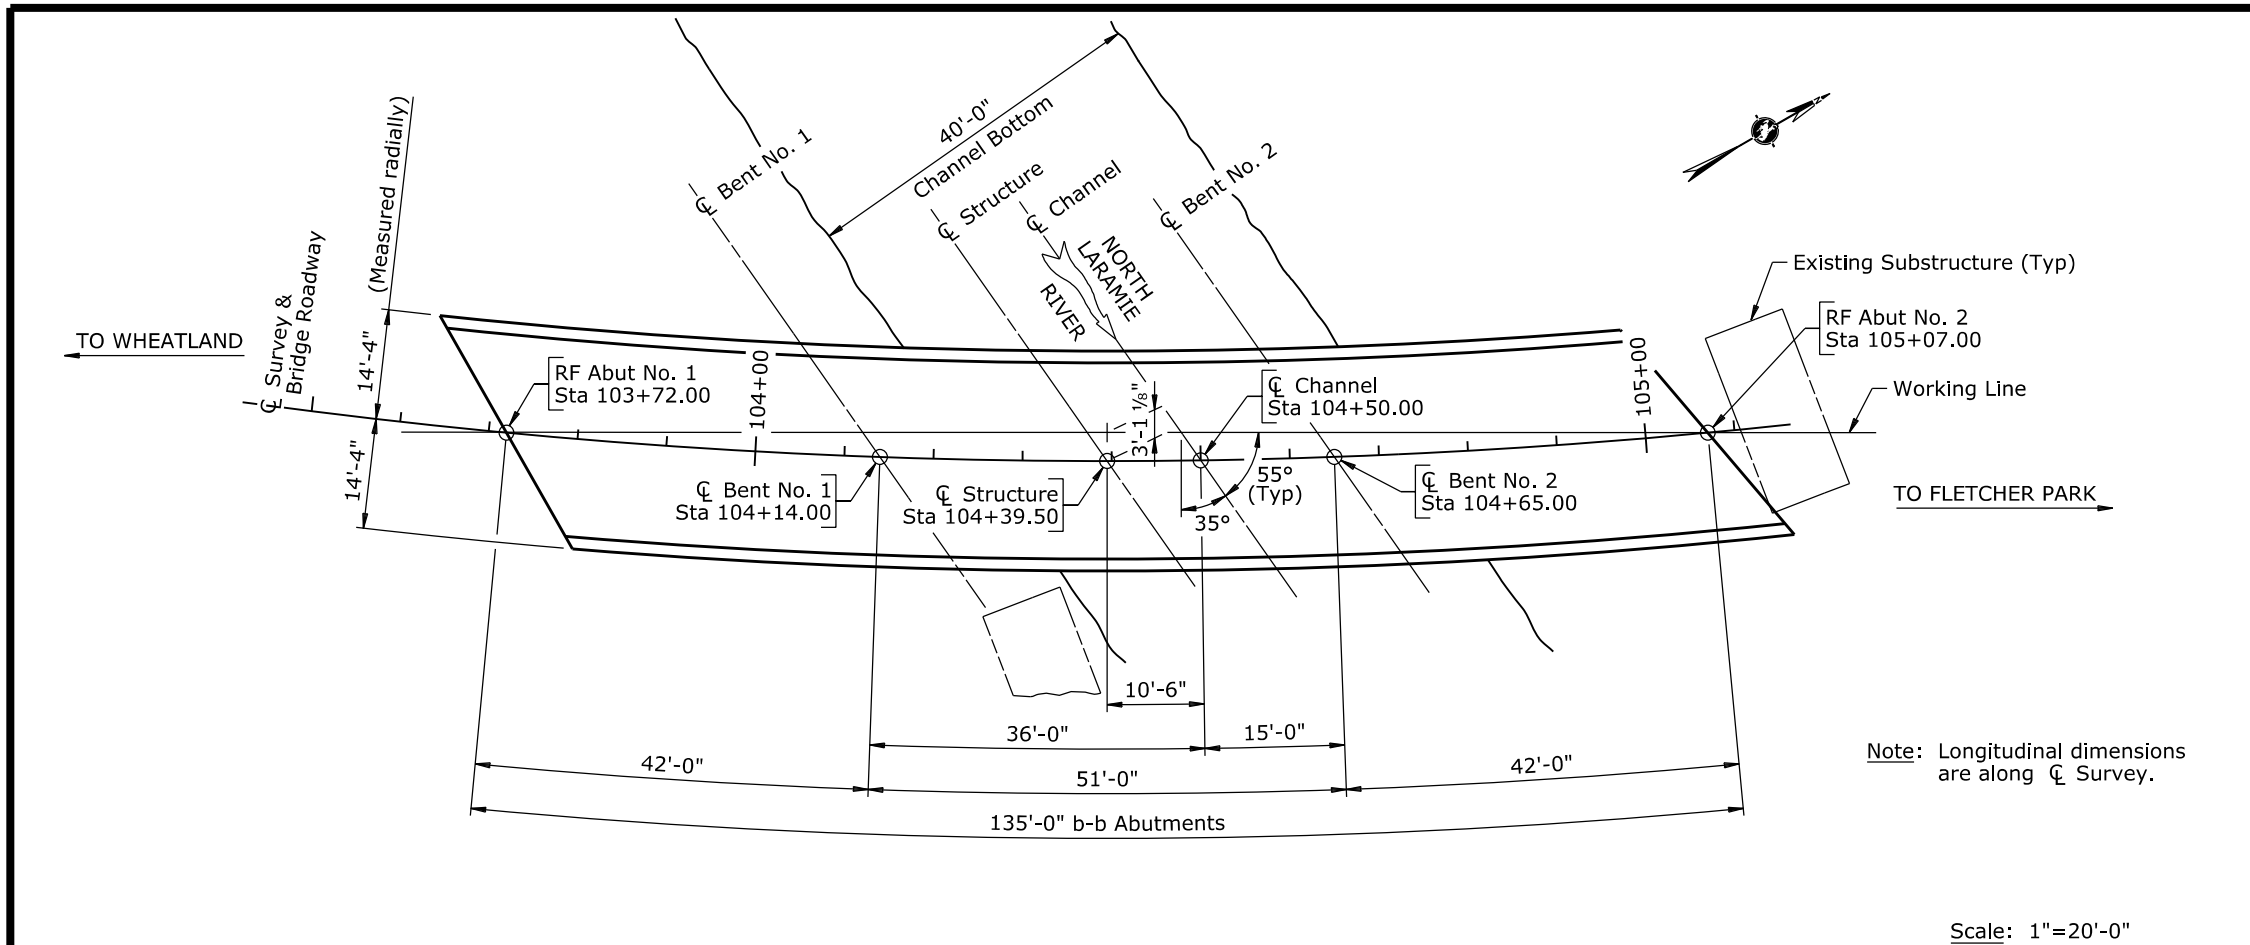 40'-0"
Channel Bottom
℄ Bent No. 1
℄ Structure
℄ Channel
℄ Bent No. 2
NORTH
LARAMIE
RIVER
N
(Measured radially)
14'-4"
14'-4"
℄ Survey &
Bridge Roadway
TO WHEATLAND
RF Abut No. 1
Sta 103+72.00
104+00
℄ Bent No. 1
Sta 104+14.00
℄ Structure
Sta 104+39.50
3'-1 ⅛"
℄ Channel
Sta 104+50.00
55°
(Typ)
35°
℄ Bent No. 2
Sta 104+65.00
105+00
Existing Substructure (Typ)
RF Abut No. 2
Sta 105+07.00
Working Line
TO FLETCHER PARK
10'-6"
36'-0"
15'-0"
42'-0"
51'-0"
42'-0"
135'-0" b-b Abutments
Note: Longitudinal dimensions
are along ℄ Survey.
Scale: 1"=20'-0"